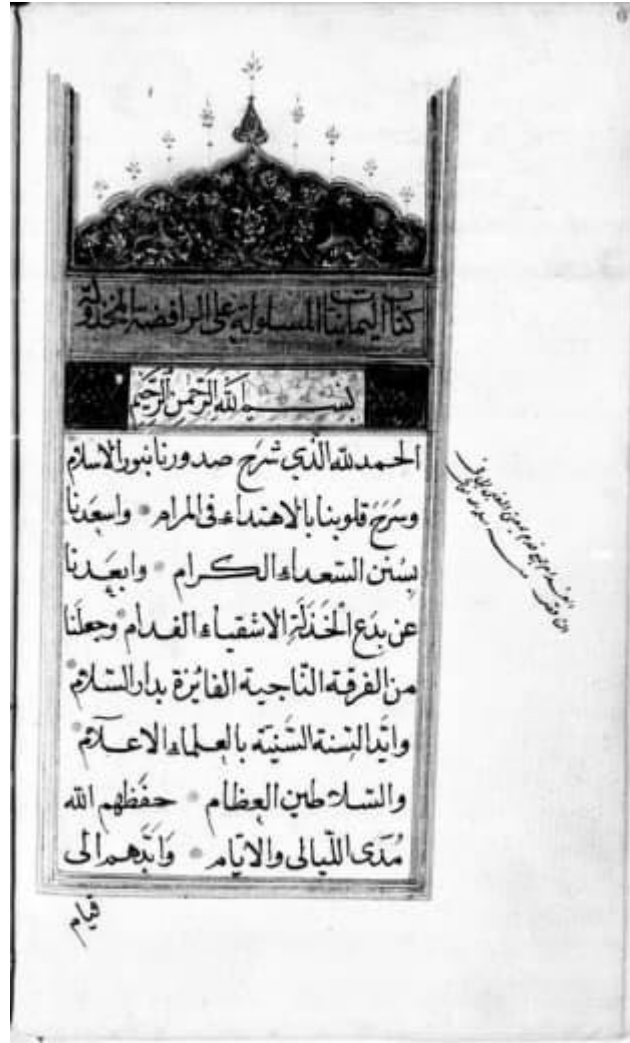 كتاب اليمانيات المسلولة على الرافضة المخذولة
بسم الله الرحمن الرحيم
الحمد لله الذي شرح صدورنا بنور الاسلام
وسرح قلوبنا بالاهتداء في المرام واسعدنا
بسنن السعداء الكرام وابعدنا
عن بدع الخذلة الاشقياء الفدام وجعلنا
من الفرقة الناجية الفائزة بدار السلام
وايد السنة السنية بالعلماء الاعلام
والسلاطين العظام حفظهم الله
مدى الليالي والايام وابدهم الى
قيام